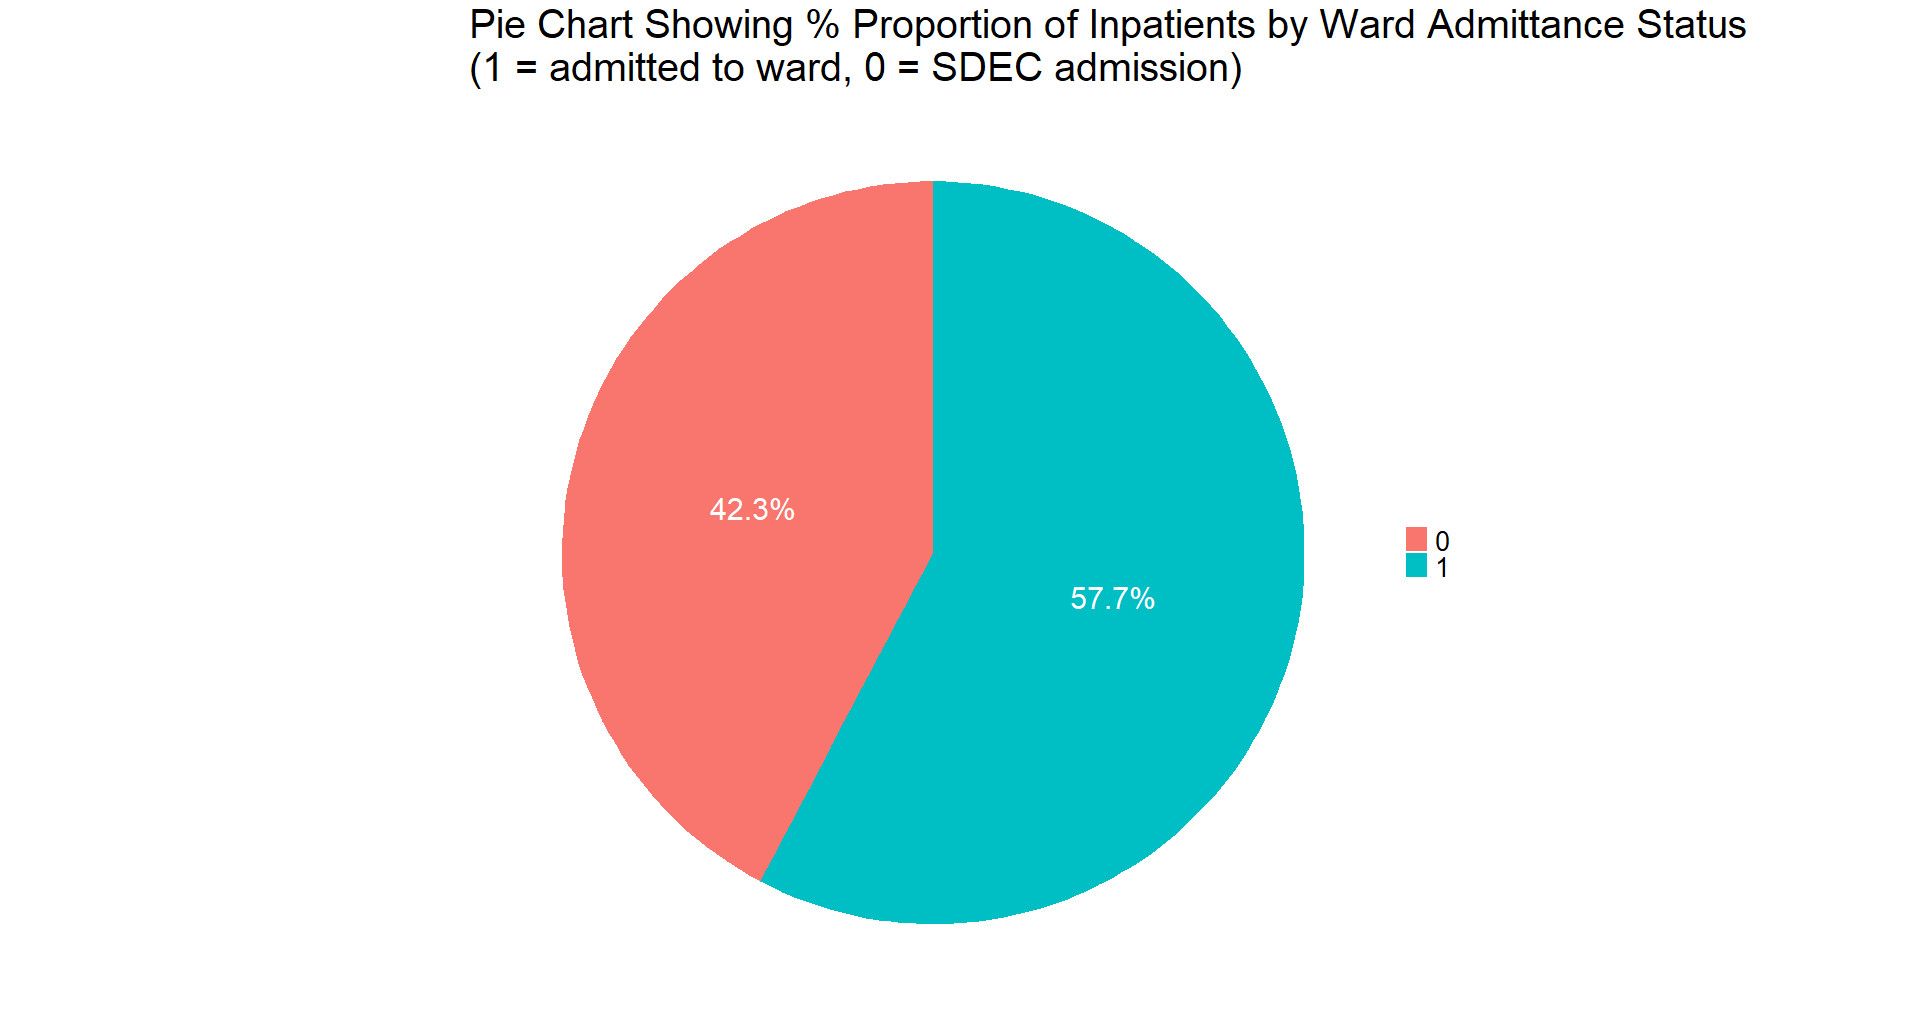 Pie Chart Showing % Proportion of Inpatients by Ward Admittance Status
(1 = admitted to ward, 0 = SDEC admission)
42.3%
57.7%
0
1